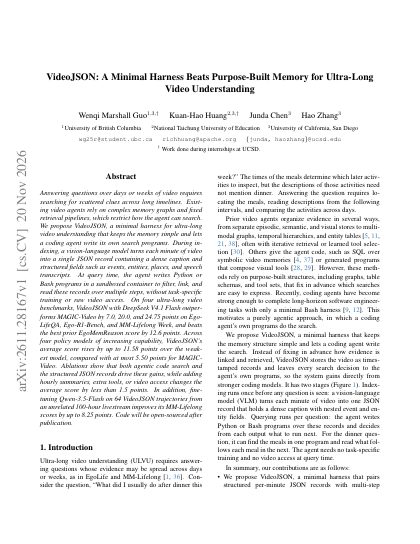 VideoJSON: A Minimal Harness Beats Purpose-Built Memory for Ultra-Long
Video Understanding
Wenqi Marshall Guo1,3,† Kuan-Hao Huang2,3,† Junda Chen3 Hao Zhang3
1University of British Columbia 2National Taichung University of Education 3University of California, San Diego
wg25r@student.ubc.ca richhuang@apache.org {junda, haozhang}@ucsd.edu
† Work done during internships at UCSD.
arXiv:2611.28167v1 [cs.CV] 20 Nov 2026
Abstract
Answering questions over days or weeks of video requires
searching for scattered clues across long timelines. Exist-
ing agents rely on complex memory graphs and fixed
retrieval pipelines, which restrict how the agent can search.
We propose VideoJSON, a minimal harness for ultra-long
video understanding that keeps the memory simple and lets
a coding agent write its own search programs. During in-
dexing, a vision-language model turns each minute of video
into a single JSON record containing a dense caption and
structured fields such as events, entities, places, and speech
transcripts. At query time, the agent writes Python or
Bash programs in a sandboxed container to filter, link, and
read these records over multiple steps, without task-specific
training or raw video access. On four ultra-long video
benchmarks, VideoJSON with DeepSeek V4.1 Flash outper-
forms MAGIC-Video by 7.0, 20.0, and 24.75 points on Ego-
LifeQA, Ego-R1-Bench, and MM-Lifelong Week, and beats
the best prior EgoMemReason score by 12.6 points. Across
four policy models of increasing capability, VideoJSON's
average score rises by up to 11.58 points over the weak-
est model, compared with at most 5.50 points for MAGIC-
Video. Ablations show that both agentic code search and
the structured JSON records drive these gains, while adding
hourly summaries, extra tools, or video access changes the
average score by less than 1.5 points. In addition, fine-
tuning Qwen-3.5-Flash on 64 VideoJSON trajectories from
an unrelated 100-hour livestream improves its MM-Lifelong
scores by up to 8.25 points. Code will be open-sourced after
publication.
1. Introduction
Ultra-long video understanding (ULVU) requires answer-
ing questions whose evidence may be spread across days
or weeks, as in EgoLife and MM-Lifelong [1, 36]. Con-
sider the question, "What did I usually do after dinner this
week?" The times of the meals determine which later activ-
ities to inspect, but the descriptions of those activities need
not mention dinner. Answering the question requires lo-
cating the meals, reading descriptions from the following
intervals, and comparing the activities across days.
Prior video agents organize evidence in several ways,
from separate episodic, semantic, and visual stores to multi-
modal graphs, temporal hierarchies, and entity tables [5, 11,
21, 38], often with iterative retrieval or learned tool selec-
tion [30]. Others give the agent code, such as SQL over
symbolic video memories [4, 37] or generated programs
that compose visual tools [28, 29]. However, these meth-
ods rely on purpose-built structures, including graphs, table
schemas, and tool sets, that fix in advance which searches
are easy to express. Recently, coding agents have become
strong enough to complete long-horizon software engineer-
ing tasks with only a minimal Bash harness [9, 12]. This
motivates a purely agentic approach, in which a coding
agent's own programs do the search.
We propose VideoJSON, a minimal harness that makes
the memory structure simple and lets a coding agent write
the search. Instead of fixing in advance how evidence is
linked and retrieved, VideoJSON stores the video as times-
tamped records and leaves every search decision to the
agent's own programs, so the system gains directly from
stronger coding models. It has two stages (Figure 1). Index-
ing runs once before any question is seen: a vision-language
model (VLM) turns each minute of video into one JSON
record that holds a dense caption with nested event and en-
tity fields. Querying runs per question: the agent writes
Python or Bash programs over these records and decides
from each output what to run next. For the dinner ques-
tion, it can find the meals in one program and read what fol-
lows each meal in the next. The agent needs no task-specific
training and no video access at query time.
In summary, our contributions are as follows:
• We propose VideoJSON, a minimal harness that pairs
structured per-minute JSON records with multi-step